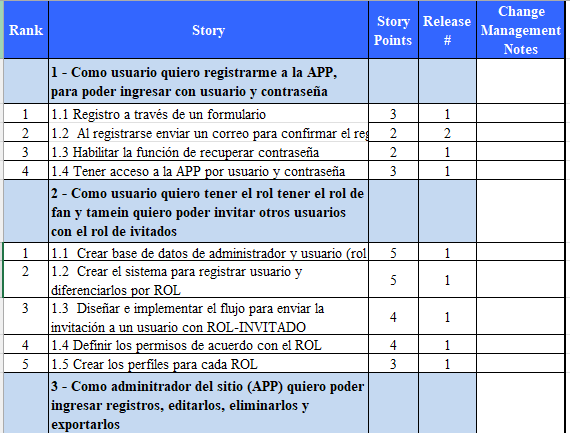 Rank Story Story Points Release # Change Management Notes
1 - Como usuario quiero registrarme a la APP,
para poder ingresar con usuario y contraseña
1 1.1 Registro a través de un formulario 3 1
2 1.2 Al registrarse enviar un correo para confirmar el reg 2 2
3 1.3 Habilitar la función de recuperar contraseña 2 1
4 1.4 Tener acceso a la APP por usuario y contraseña 3 1
2 - Como usuario quiero tener el rol tener el rol de
fan y tamein quiero poder invitar otros usuarios
con el rol de ivitados
1 1.1 Crear base de datos de administrador y usuario (rol 5 1
2 1.2 Crear el sistema para registrar usuario y
diferenciarlos por ROL 5 1
3 1.3 Diseñar e implementar el flujo para enviar la
invitación a un usuario con ROL-INVITADO 4 1
4 1.4 Definir los permisos de acuerdo con el ROL 4 1
5 1.5 Crear los perfiles para cada ROL 3 1
3 - Como adminitrador del sitio (APP) quiero poder
ingresar registros, editarlos, eliminarlos y
exportarlos